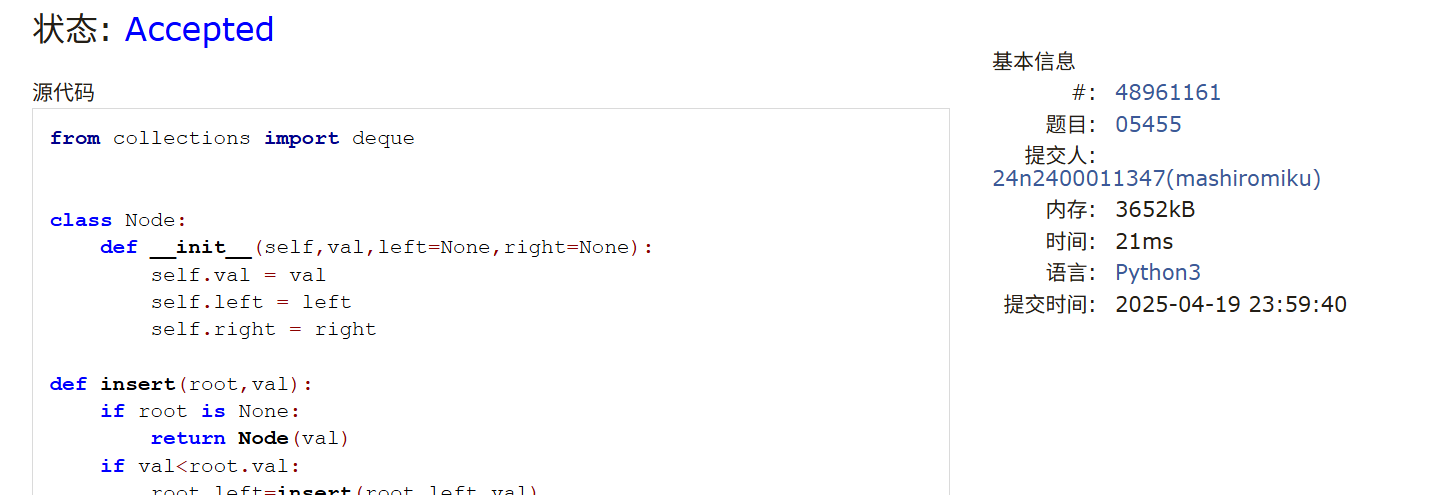 状态: Accepted
源代码
from collections import deque
class Node:
def __init__(self,val,left=None,right=None):
self.val = val
self.left = left
self.right = right
def insert(root,val):
if root is None:
return Node(val)
if val<root.val:
root.left=insert(root.left,val)
基本信息
#: 48961161
题目: 05455
提交人:
24n2400011347(mashiromiku)
内存: 3652kB
时间: 21ms
语言: Python3
提交时间: 2025-04-19 23:59:40